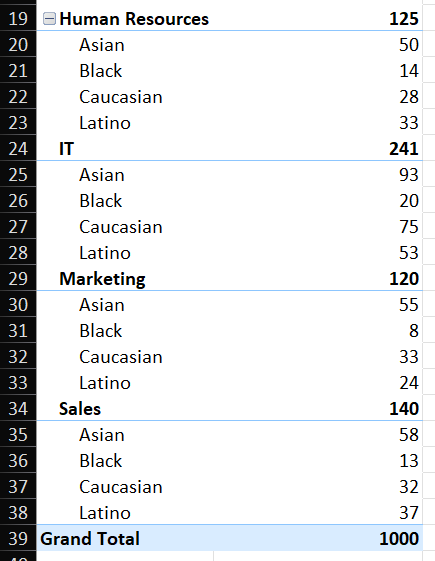 19 Human Resources 125
20 Asian 50
21 Black 14
22 Caucasian 28
23 Latino 33
24 IT 241
25 Asian 93
26 Black 20
27 Caucasian 75
28 Latino 53
29 Marketing 120
30 Asian 55
31 Black 8
32 Caucasian 33
33 Latino 24
34 Sales 140
35 Asian 58
36 Black 13
37 Caucasian 32
38 Latino 37
39 Grand Total 1000